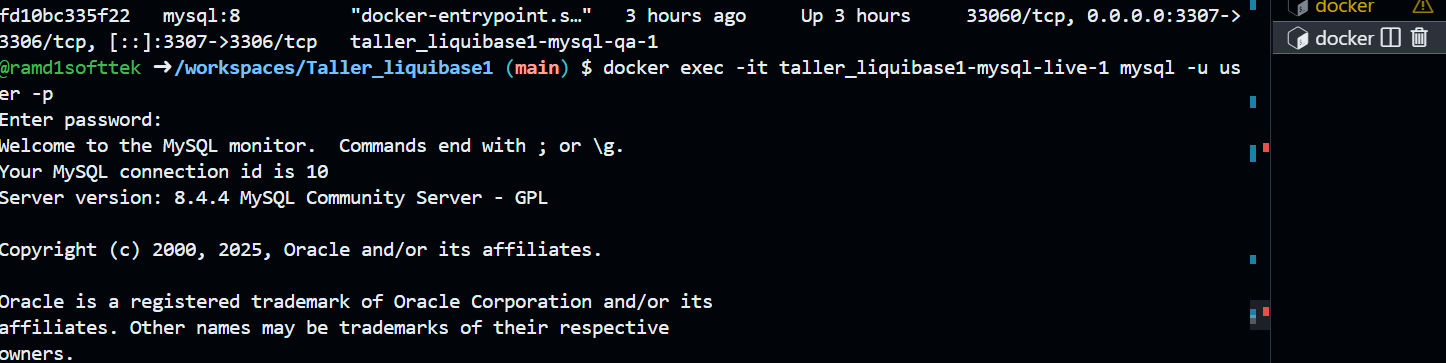 fd10bc335f22   mysql:8                "docker-entrypoint.s…"   3 hours ago     Up 3 hours     33060/tcp, 0.0.0.0:3307->
3306/tcp, [::]:3307->3306/tcp   taller_liquibase1-mysql-qa-1
@ramd1softtek ➜/workspaces/Taller_liquibase1 (main) $ docker exec -it taller_liquibase1-mysql-live-1 mysql -u us
er -p
Enter password:
Welcome to the MySQL monitor.  Commands end with ; or \g.
Your MySQL connection id is 10
Server version: 8.4.4 MySQL Community Server - GPL
Copyright (c) 2000, 2025, Oracle and/or its affiliates.
Oracle is a registered trademark of Oracle Corporation and/or its
affiliates. Other names may be trademarks of their respective
owners.
docker
docker